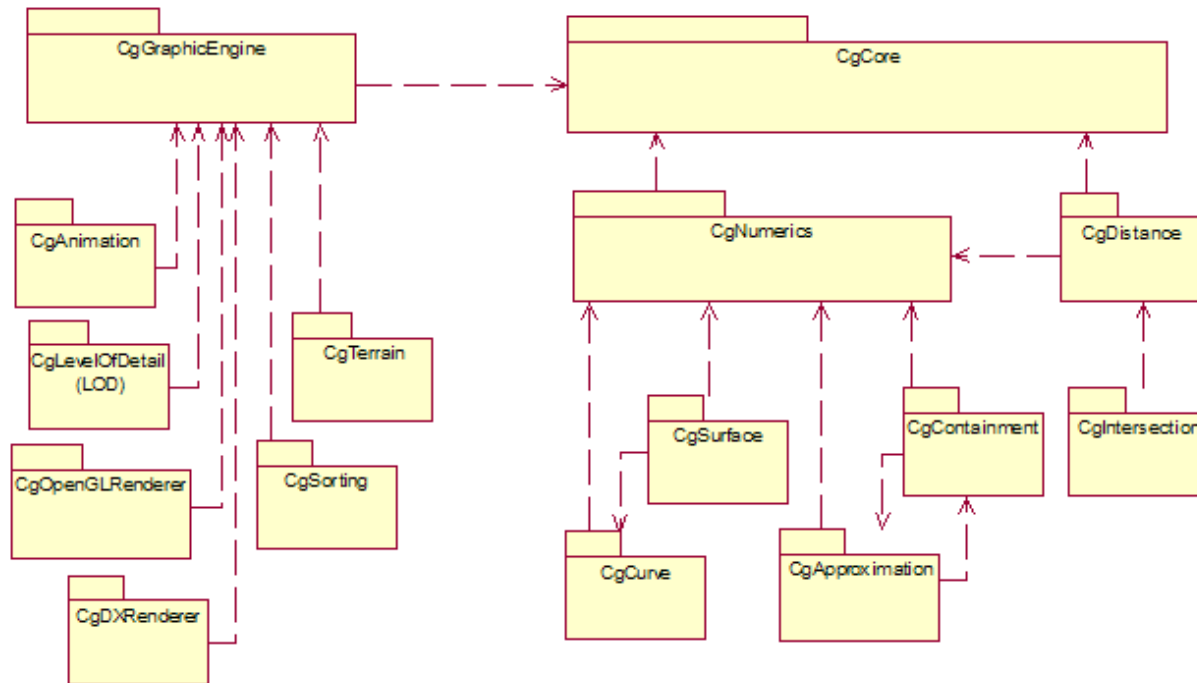 CgGraphicEngine
CgCore
CgAnimation
CgNumerics
CgDistance
CgLevelOfDetail
(LOD)
CgTerrain
CgSurface
CgContainment
CgIntersection
CgOpenGLRenderer
CgSorting
CgCurve
CgApproximation
CgDXRenderer